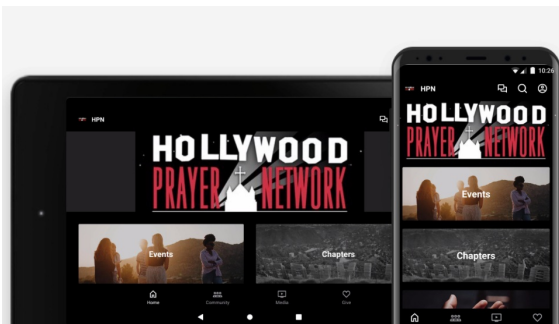 HPN
HOLLYWOOD
PRAYER NETWORK
Events
Chapters
Home
Community
Media
Give
10:26
HPN
HOLLYWOOD
PRAYER NETWORK
Events
Chapters